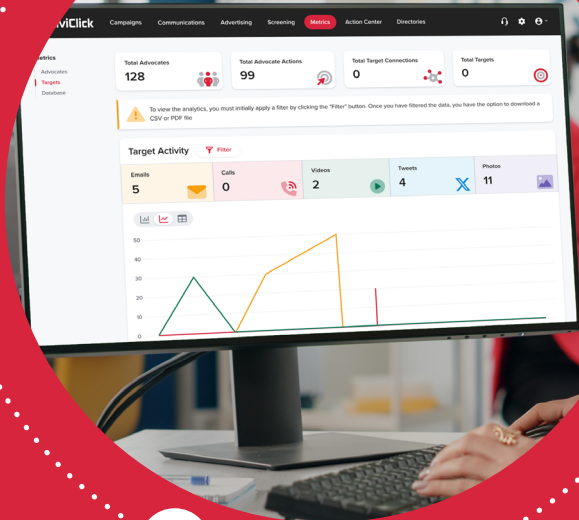 iviClick
Campaigns
Communications
Advertising
Screening
Metrics
Action Center
Directories
etrics
Advocates
Targets
Database
Total Advocates
128
Total Advocate Actions
99
Total Target Connections
0
Total Targets
0
To view the analytics, you must initially apply a filter by clicking the "Filter" button. Once you have filtered the data, you have the option to download a
CSV or PDF file
Target Activity
Filter
Emails
5
Calls
0
Videos
2
Tweets
4
Photos
11
50
40
30
20
10
0